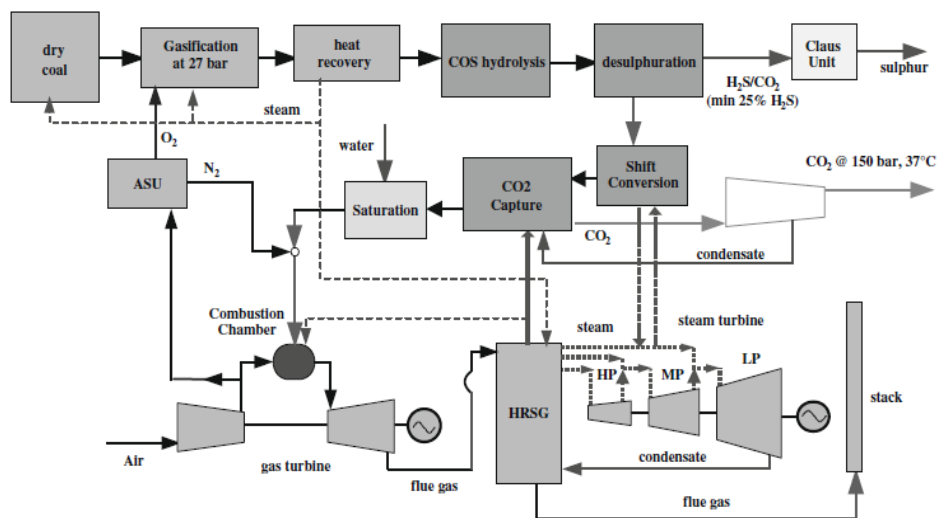 dry
coal
Gasification
at 27 bar
heat
recovery
COS hydrolysis
desulphuration
Claus
Unit
sulphur
H₂S/CO₂
(min 25% H₂S)
steam
O₂
water
N₂
ASU
Saturation
CO2
Capture
Shift
Conversion
CO₂ @ 150 bar, 37°C
CO₂
condensate
Combustion
Chamber
steam
steam turbine
HP
MP
LP
HRSG
stack
Air
gas turbine
flue gas
condensate
flue gas